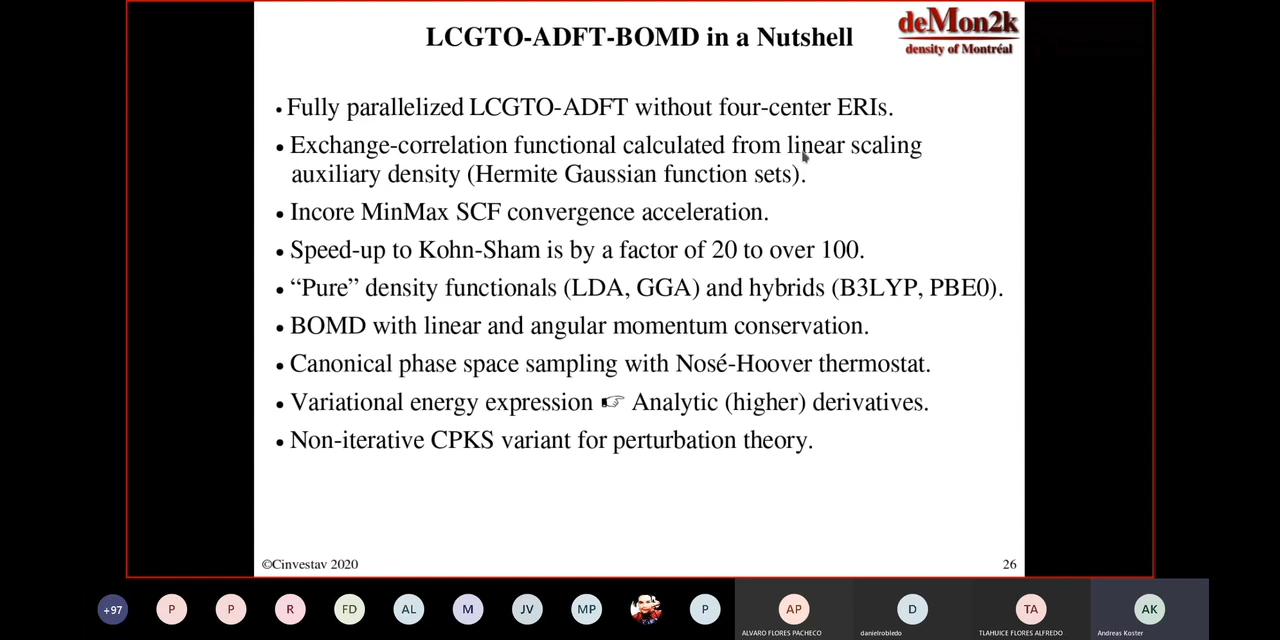 LCGTO-ADFT-BOMD in a Nutshell
deMon2k
density of Montréal
• Fully parallelized LCGTO-ADFT without four-center ERIs.
• Exchange-correlation functional calculated from linear scaling
auxiliary density (Hermite Gaussian function sets).
• Incore MinMax SCF convergence acceleration.
• Speed-up to Kohn-Sham is by a factor of 20 to over 100.
• “Pure” density functionals (LDA, GGA) and hybrids (B3LYP, PBE0).
• BOMD with linear and angular momentum conservation.
• Canonical phase space sampling with Nosé-Hoover thermostat.
• Variational energy expression ☞ Analytic (higher) derivatives.
• Non-iterative CPKS variant for perturbation theory.
©Cinvestav 2020
26
+97
P
P
R
FD
AL
M
JV
MP
P
AP
D
TA
AK
ALVARO FLORES PACHECO
danielrobledo
TLAHUICE FLORES ALFREDO
Andreas Koster